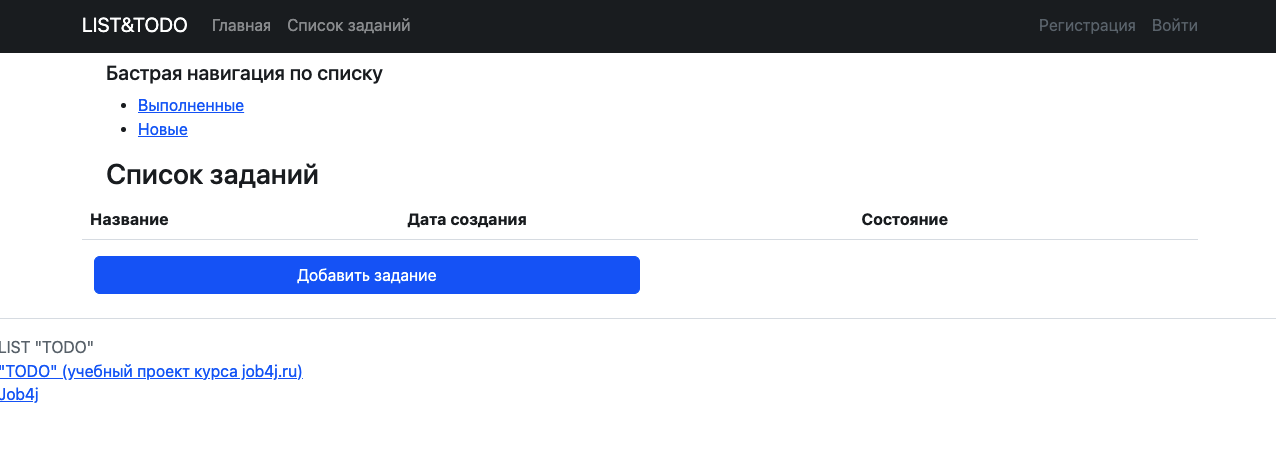 LIST&TODO Главная Список заданий Регистрация Войти
Бастрая навигация по списку
Выполненные
Новые
Список заданий
Название Дата создания Состояние
Добавить задание
LIST "TODO"
"TODO" (учебный проект курса job4j.ru)
Job4j